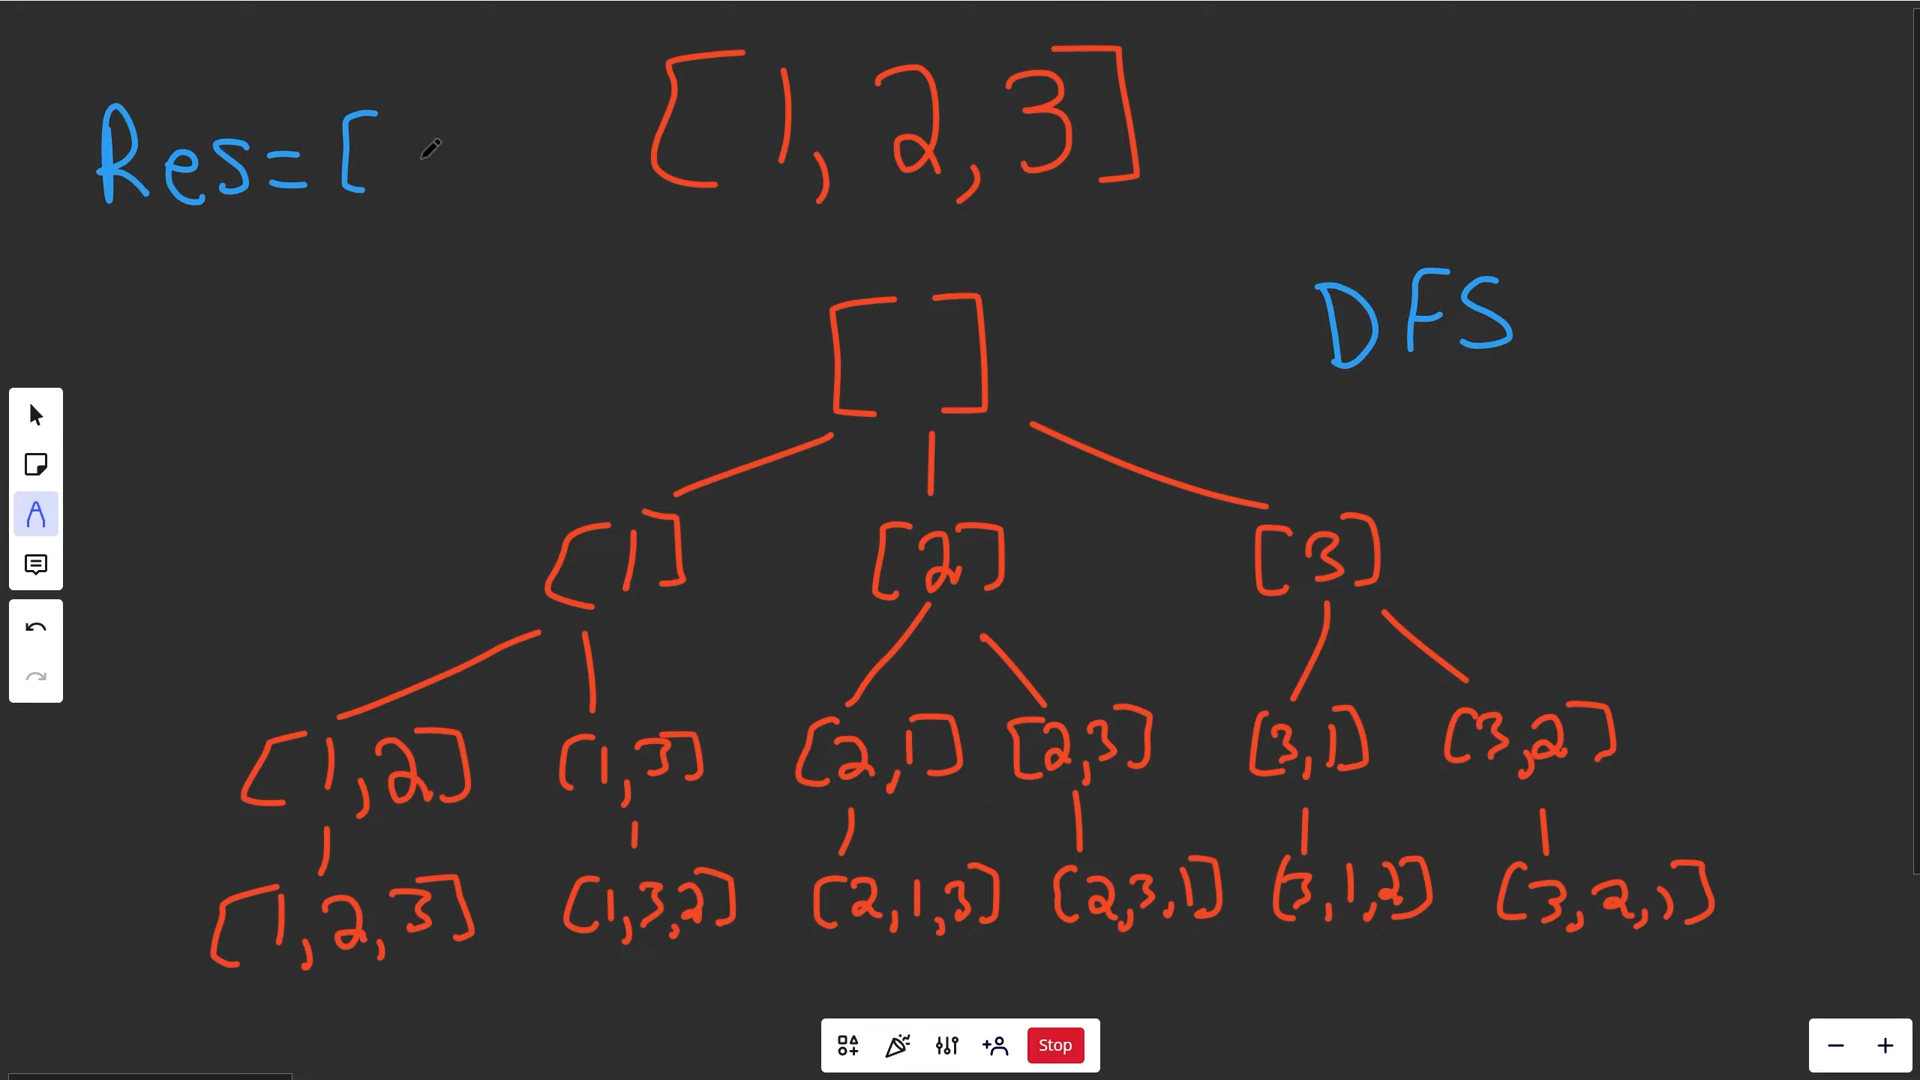 [1,2,3]
Res=[
DFS
[ ]
[1] [2] [3]
[1,2] [1,3] [2,1] [2,3] [3,1] [3,2]
[1,2,3] [1,3,2] [2,1,3] [2,3,1] [3,1,2] [3,2,1]
Stop